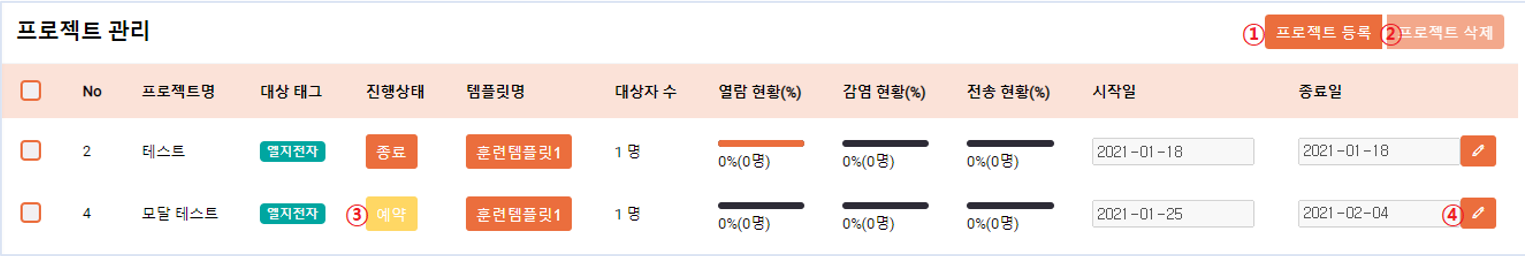 프로젝트 관리
① 프로젝트 등록 ② 프로젝트 삭제
No 프로젝트명 대상 태그 진행상태 템플릿명 대상자 수 열람 현황(%) 감염 현황(%) 전송 현황(%) 시작일 종료일
2 테스트 엘지전자 종료 훈련템플릿1 1 명 0%(0명) 0%(0명) 0%(0명) 2021-01-18 2021-01-18
4 모달 테스트 엘지전자 ③ 예약 훈련템플릿1 1 명 0%(0명) 0%(0명) 0%(0명) 2021-01-25 2021-02-04 ④